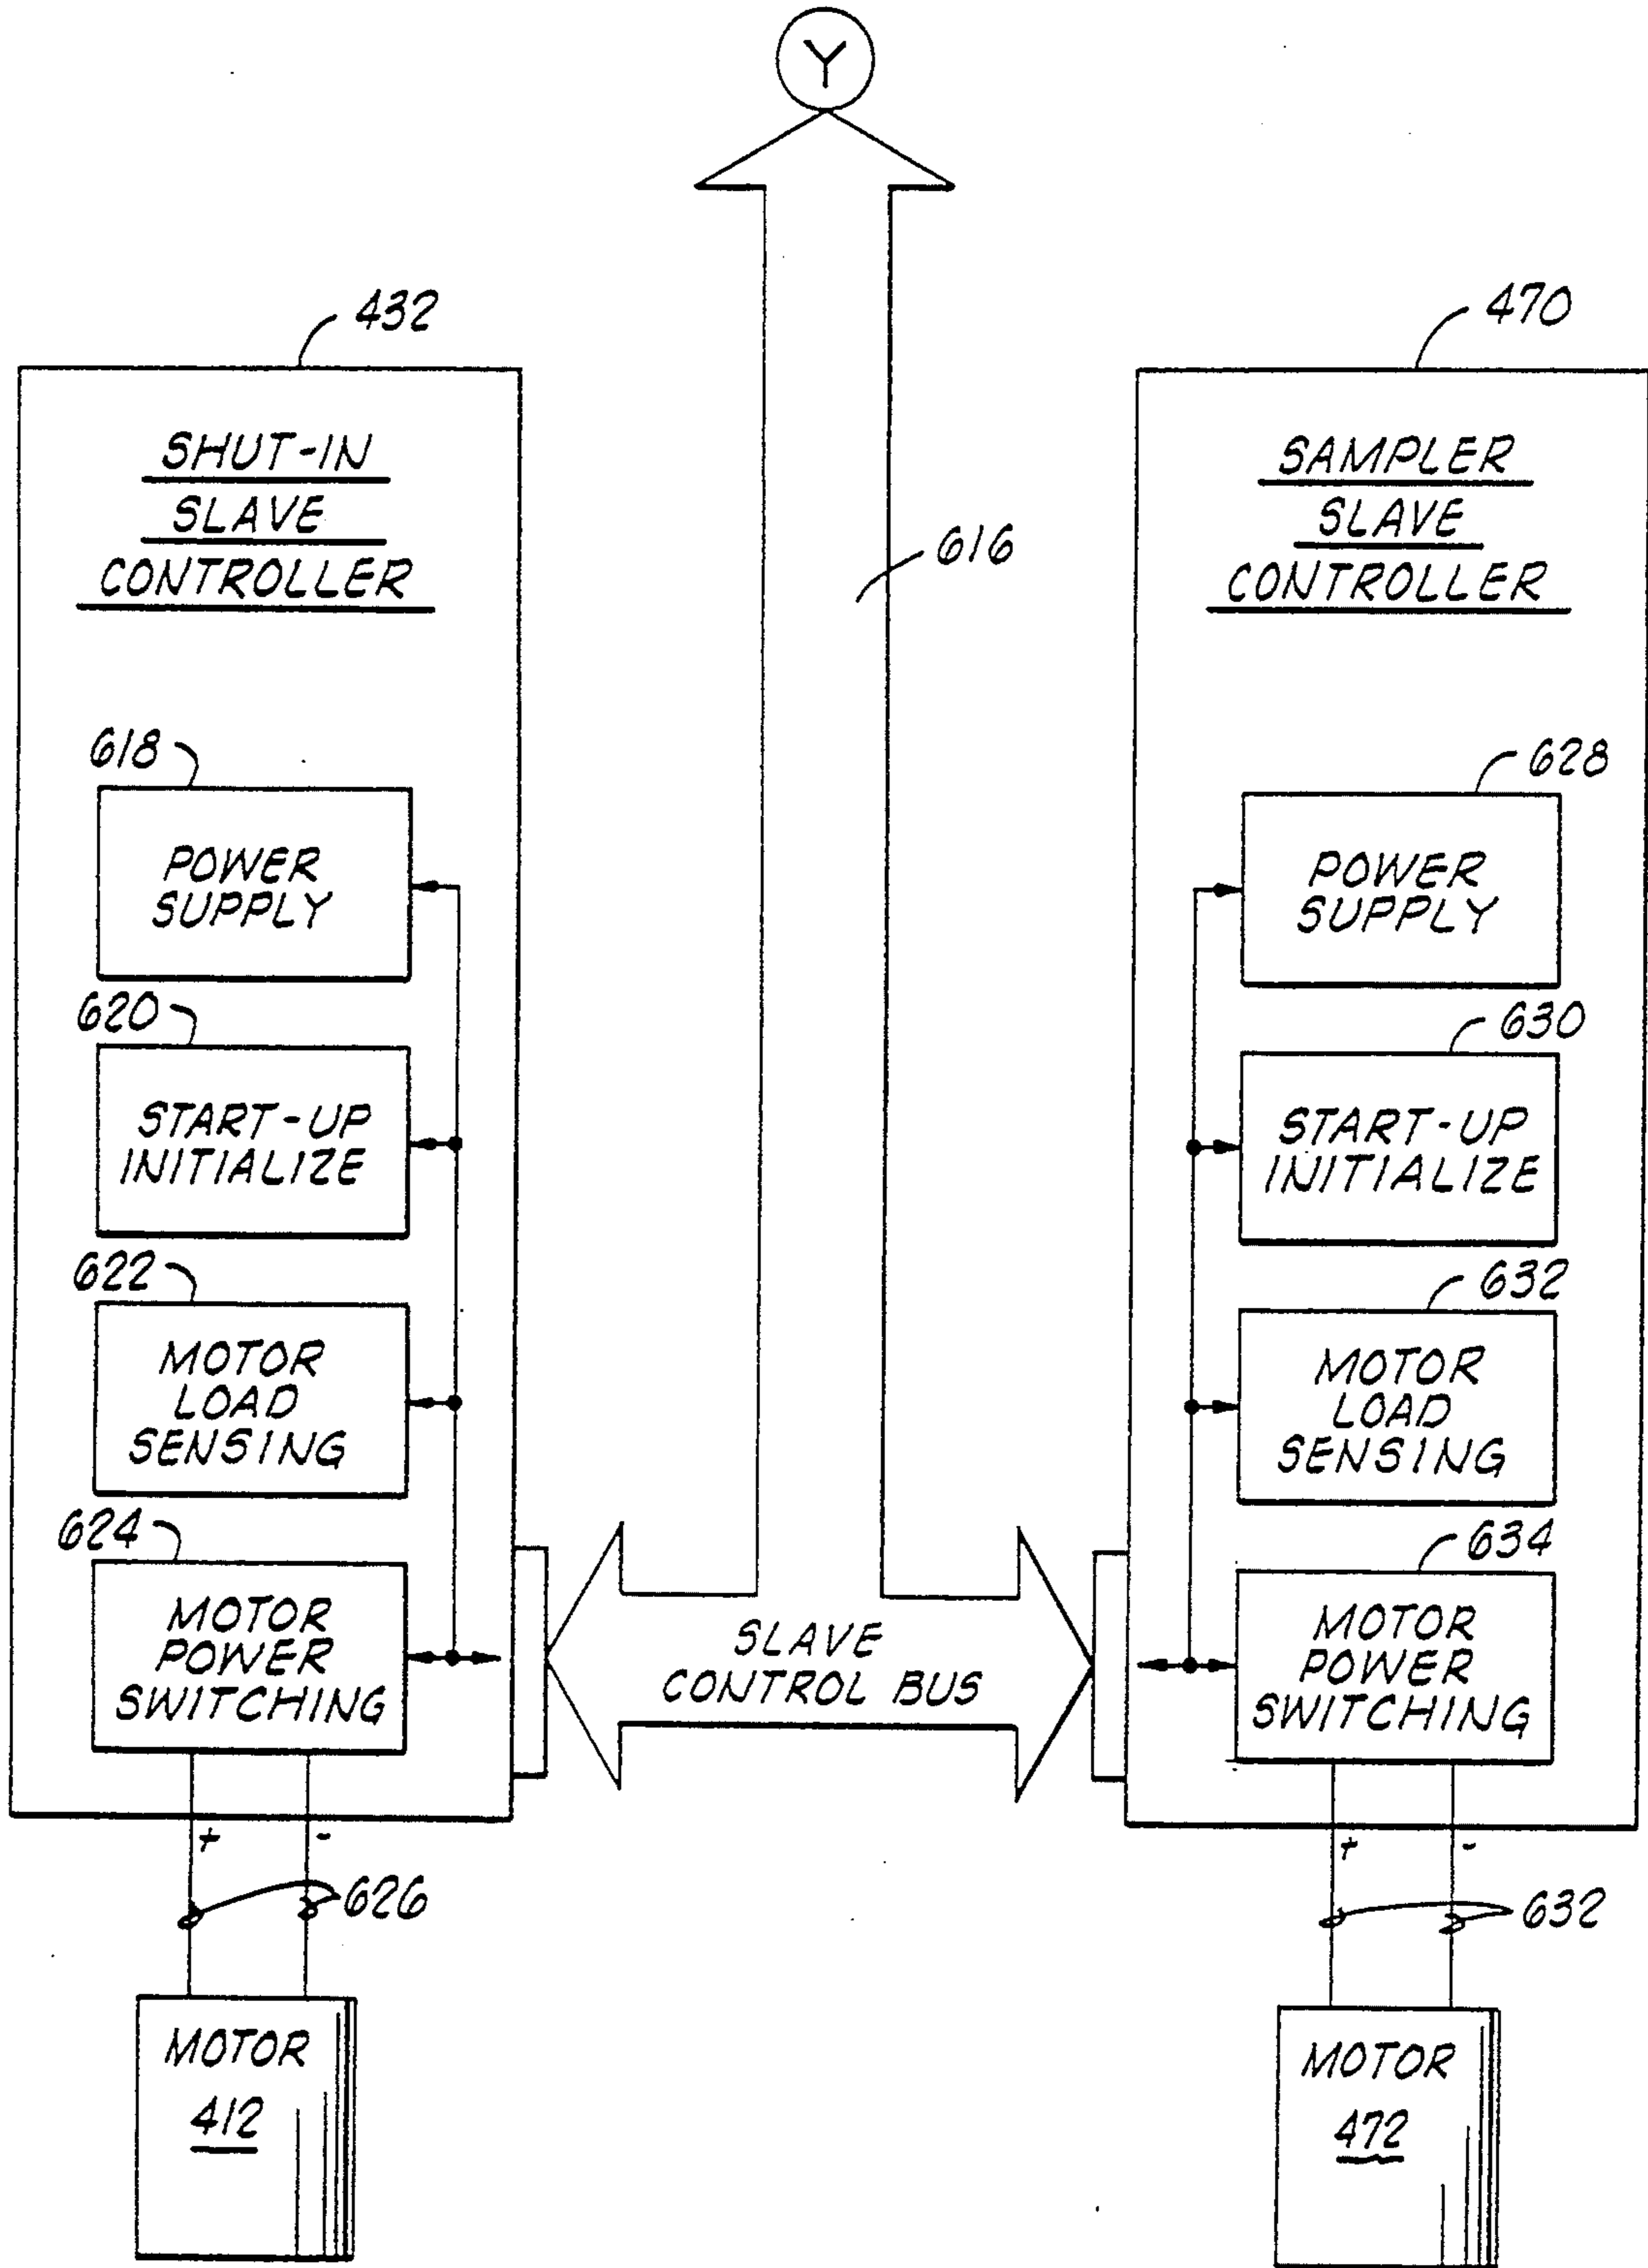 Y
432
SHUT-IN
SLAVE
CONTROLLER
618
POWER
SUPPLY
620
START-UP
INITIALIZE
622
MOTOR
LOAD
SENSING
624
MOTOR
POWER
SWITCHING
+ -
626
MOTOR
412
616
SLAVE
CONTROL BUS
470
SAMPLER
SLAVE
CONTROLLER
628
POWER
SUPPLY
630
START-UP
INITIALIZE
632
MOTOR
LOAD
SENSING
634
MOTOR
POWER
SWITCHING
+ -
632
MOTOR
472